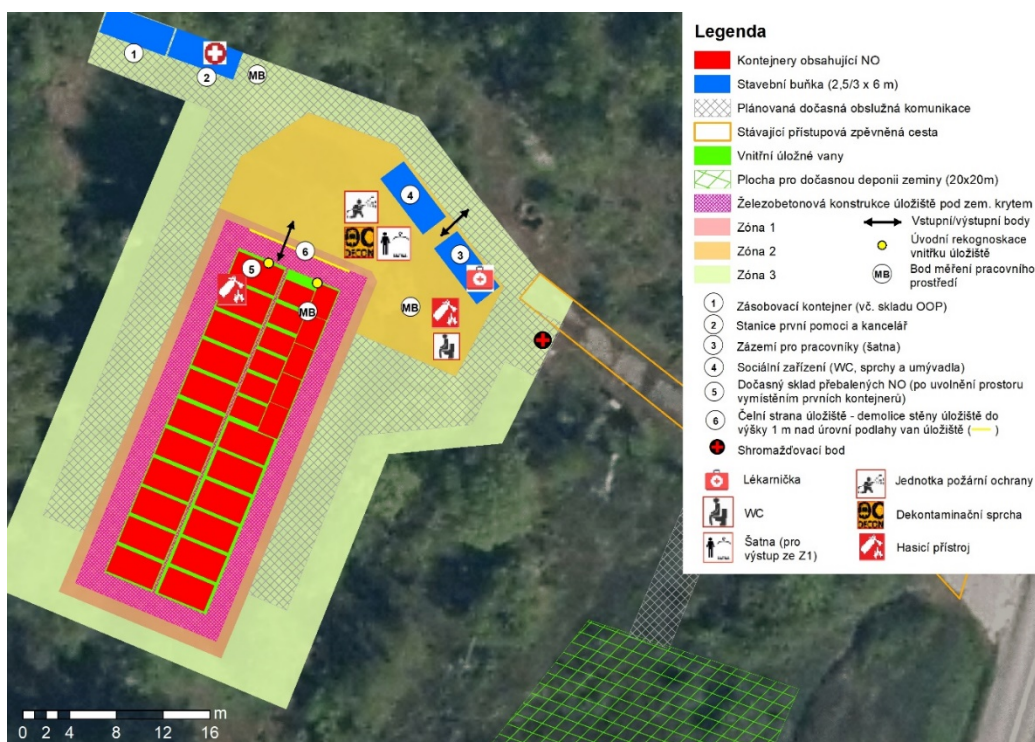 1
2
MB
4
6
5
DECON
ŠATNA
3
MB
MB
m
0 2 4 8 12 16
Legenda
Kontejnery obsahující NO
Stavební buňka (2,5/3 x 6 m)
Plánovaná dočasná obslužná komunikace
Stávající přístupová zpěvněná cesta
Vnitřní úložné vany
Plocha pro dočasnou deponii zeminy (20x20m)
Železobetonová konstrukce úložiště pod zem. krytem
Zóna 1
Zóna 2
Zóna 3
Vstupní/výstupní body
Úvodní rekognoskace
vnitřku úložiště
MB
Bod měření pracovního
prostředí
1 Zásobovací kontejner (vč. skladu OOP)
2 Stanice první pomoci a kancelář
3 Zázemí pro pracovníky (šatna)
4 Sociální zařízení (WC, sprchy a umývadla)
5 Dočasný sklad přebalených NO (po uvolnění prostoru
vymístěním prvních kontejnerů)
6 Čelní strana úložiště - demolice stěny úložiště do
výšky 1 m nad úrovní podlahy van úložiště ( )
Shromažďovací bod
Lékarnička
WC
ŠATNA
Šatna (pro
výstup ze Z1)
Jednotka požární ochrany
DECON
Dekontaminační sprcha
Hasicí přístroj